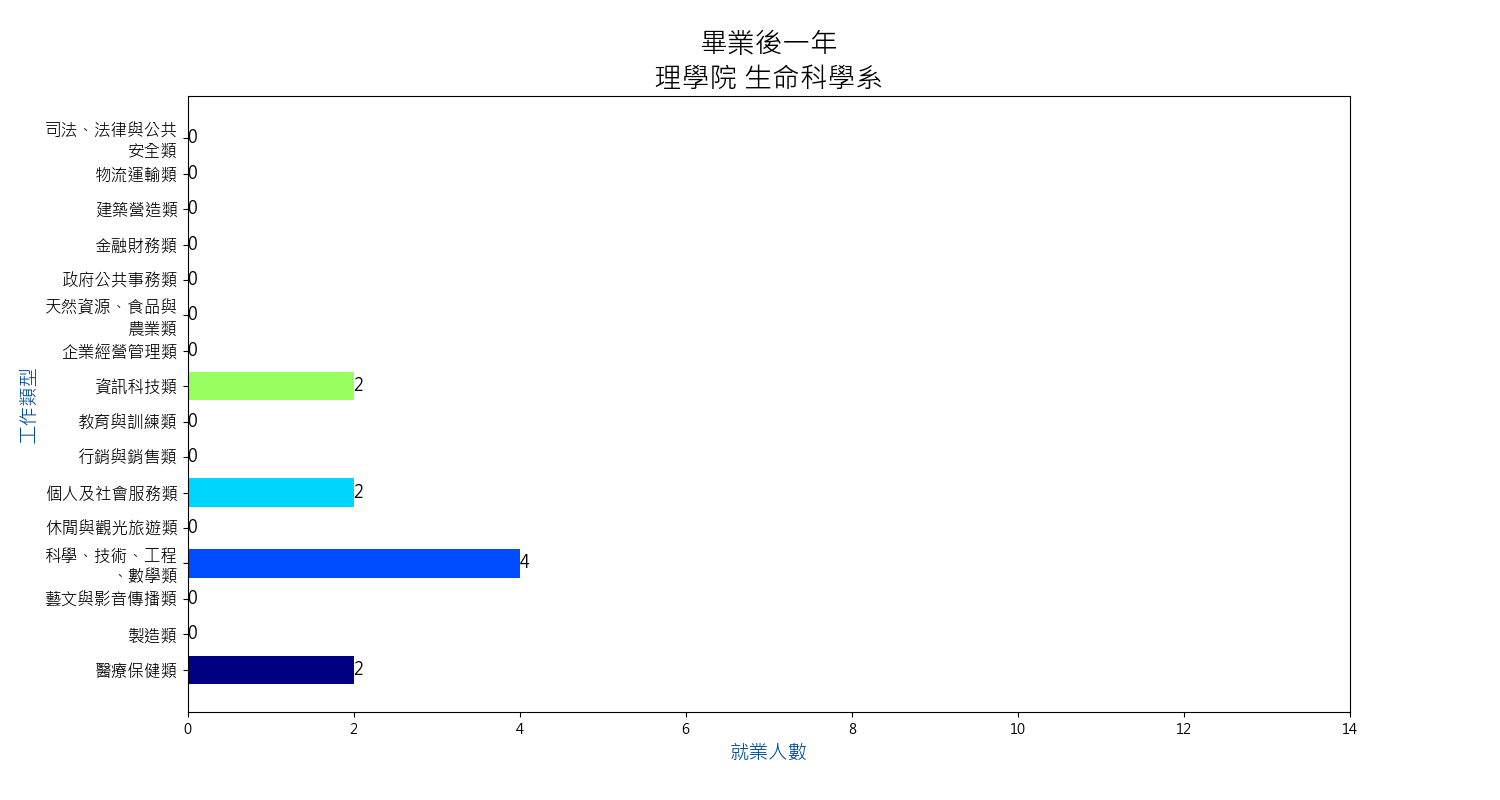 畢業後一年
理學院 生命科學系
司法、法律與公共
安全類
0
物流運輸類
0
建築營造類
0
金融財務類
0
政府公共事務類
0
天然資源、食品與
農業類
0
企業經營管理類
0
資訊科技類
2
教育與訓練類
0
行銷與銷售類
0
個人及社會服務類
2
休閒與觀光旅遊類
0
科學、技術、工程
、數學類
4
藝文與影音傳播類
0
製造類
0
醫療保健類
2
工作類型
0 2 4 6 8 10 12 14
就業人數